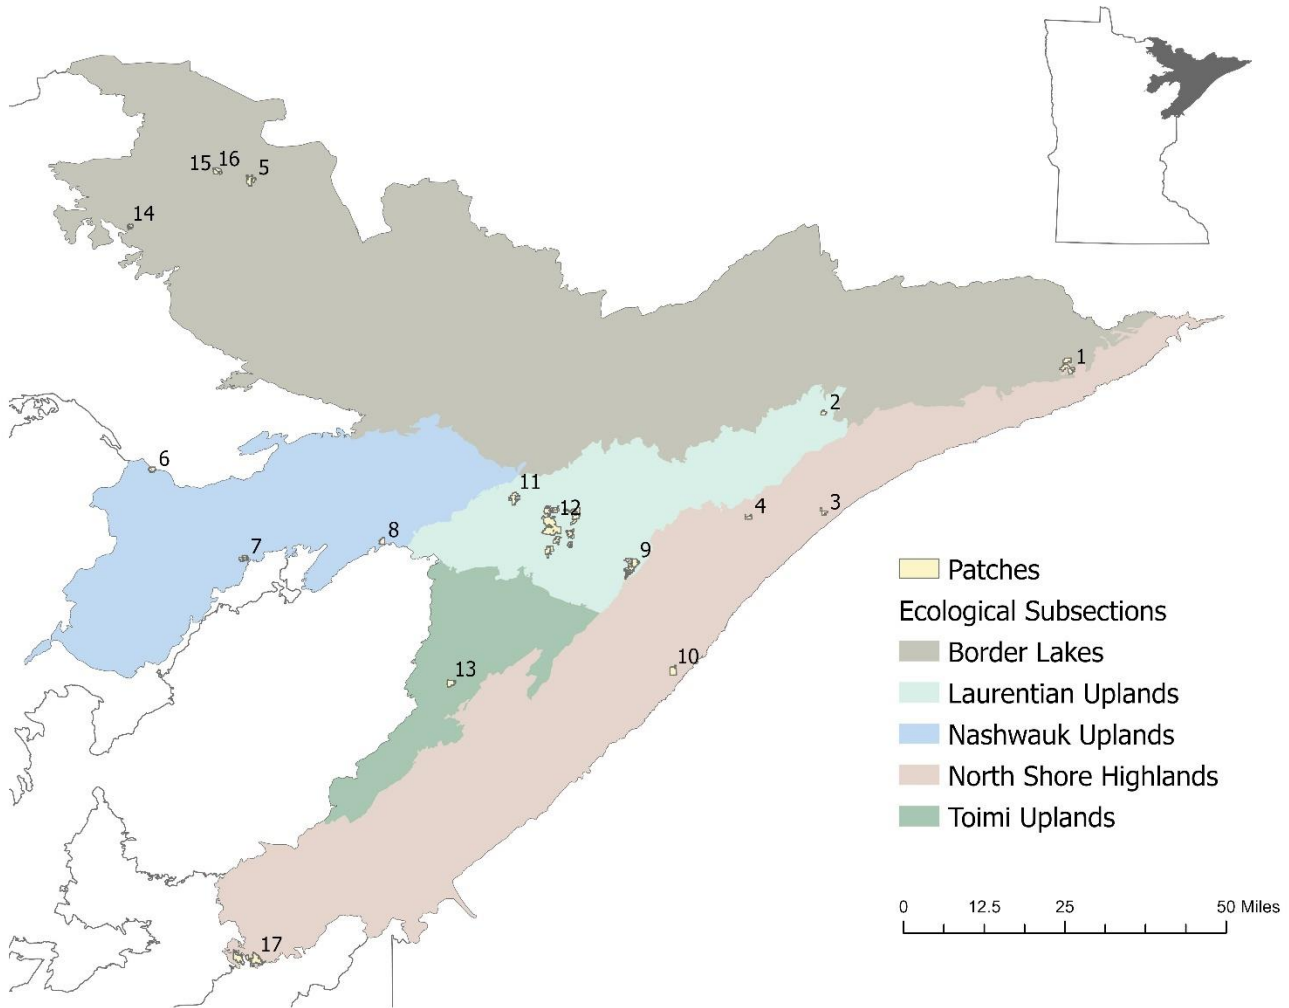 15 16 5
14
1
2
6
11
12
4 3
8
7
9
10
13
17
Patches
Ecological Subsections
Border Lakes
Laurentian Uplands
Nashwauk Uplands
North Shore Highlands
Toimi Uplands
0 12.5 25 50 Miles